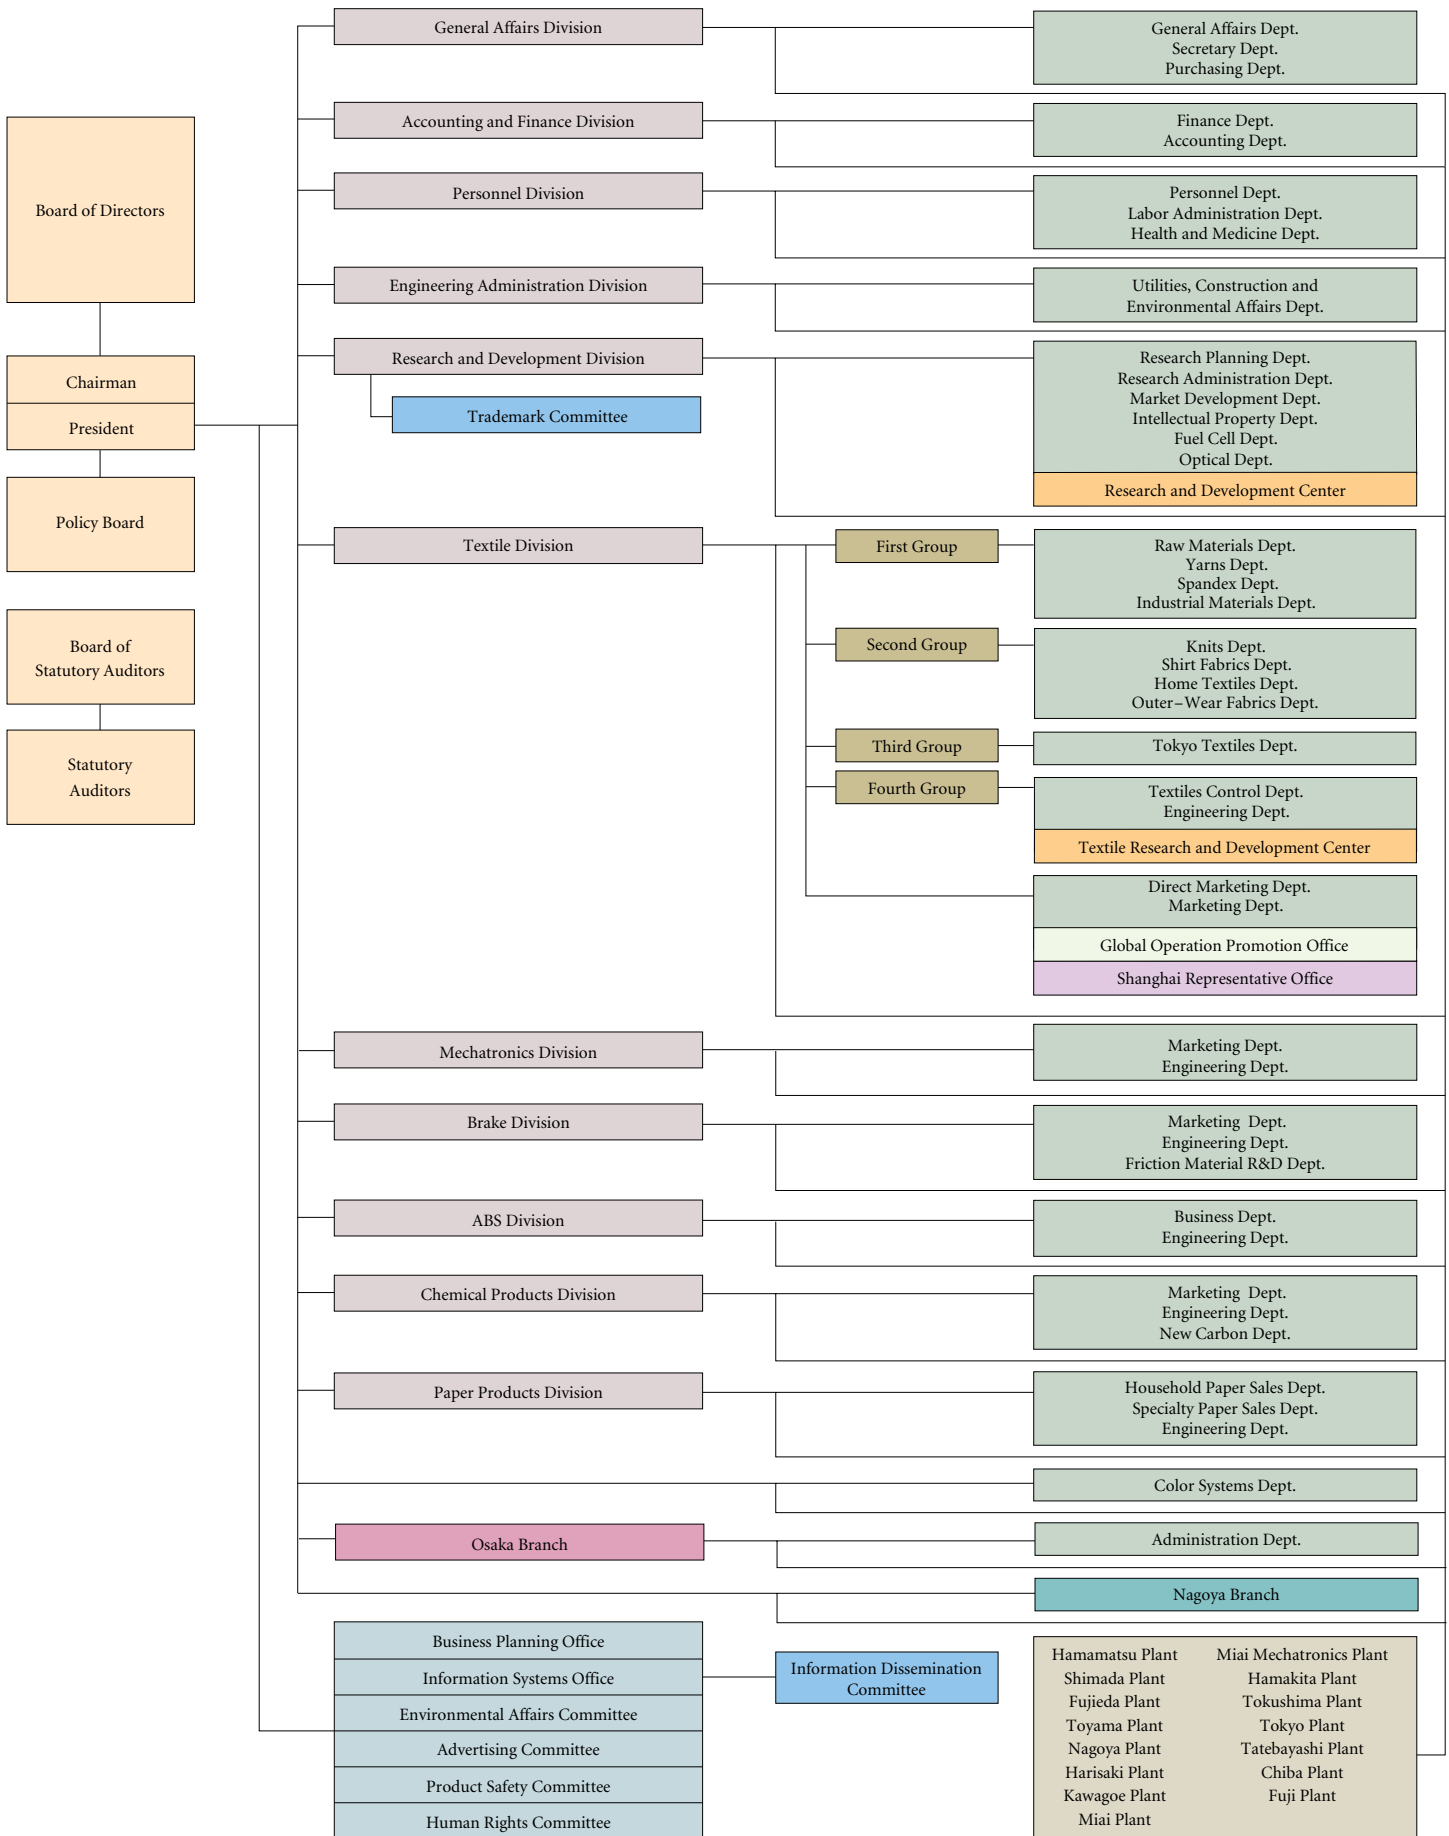 Board of Directors
Chairman
President
Policy Board
Board of
Statutory Auditors
Statutory
Auditors
General Affairs Division
General Affairs Dept.
Secretary Dept.
Purchasing Dept.
Accounting and Finance Division
Finance Dept.
Accounting Dept.
Personnel Division
Personnel Dept.
Labor Administration Dept.
Health and Medicine Dept.
Engineering Administration Division
Utilities, Construction and
Environmental Affairs Dept.
Research and Development Division
Trademark Committee
Research Planning Dept.
Research Administration Dept.
Market Development Dept.
Intellectual Property Dept.
Fuel Cell Dept.
Optical Dept.
Research and Development Center
Textile Division
First Group
Raw Materials Dept.
Yarns Dept.
Spandex Dept.
Industrial Materials Dept.
Second Group
Knits Dept.
Shirt Fabrics Dept.
Home Textiles Dept.
Outer-Wear Fabrics Dept.
Third Group
Tokyo Textiles Dept.
Fourth Group
Textiles Control Dept.
Engineering Dept.
Textile Research and Development Center
Direct Marketing Dept.
Marketing Dept.
Global Operation Promotion Office
Shanghai Representative Office
Mechatronics Division
Marketing Dept.
Engineering Dept.
Brake Division
Marketing Dept.
Engineering Dept.
Friction Material R&D Dept.
ABS Division
Business Dept.
Engineering Dept.
Chemical Products Division
Marketing Dept.
Engineering Dept.
New Carbon Dept.
Paper Products Division
Household Paper Sales Dept.
Specialty Paper Sales Dept.
Engineering Dept.
Color Systems Dept.
Osaka Branch
Administration Dept.
Nagoya Branch
Business Planning Office
Information Systems Office
Environmental Affairs Committee
Advertising Committee
Product Safety Committee
Human Rights Committee
Information Dissemination
Committee
Hamamatsu Plant
Shimada Plant
Fujieda Plant
Toyama Plant
Nagoya Plant
Harisaki Plant
Kawagoe Plant
Miai Plant
Miai Mechatronics Plant
Hamakita Plant
Tokushima Plant
Tokyo Plant
Tatebayashi Plant
Chiba Plant
Fuji Plant